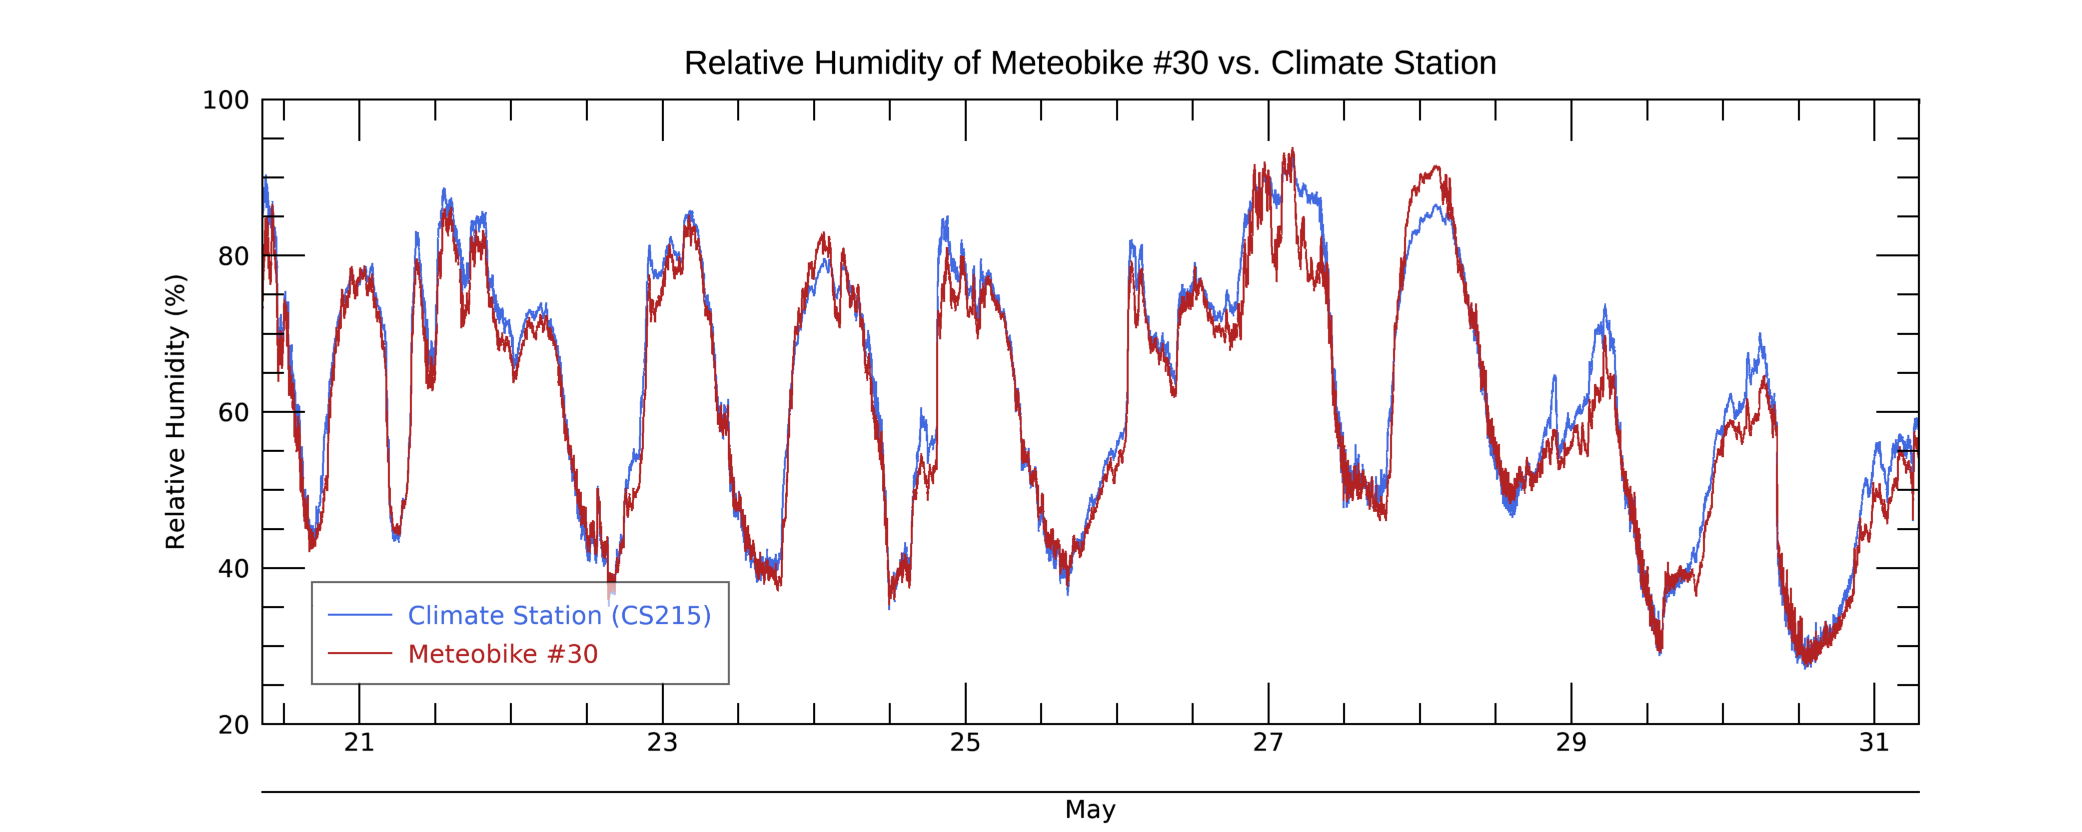 Relative Humidity of Meteobike #30 vs. Climate Station
Relative Humidity (%)
100
80
60
40
20
Climate Station (CS215)
Meteobike #30
21 23 25 27 29 31
May